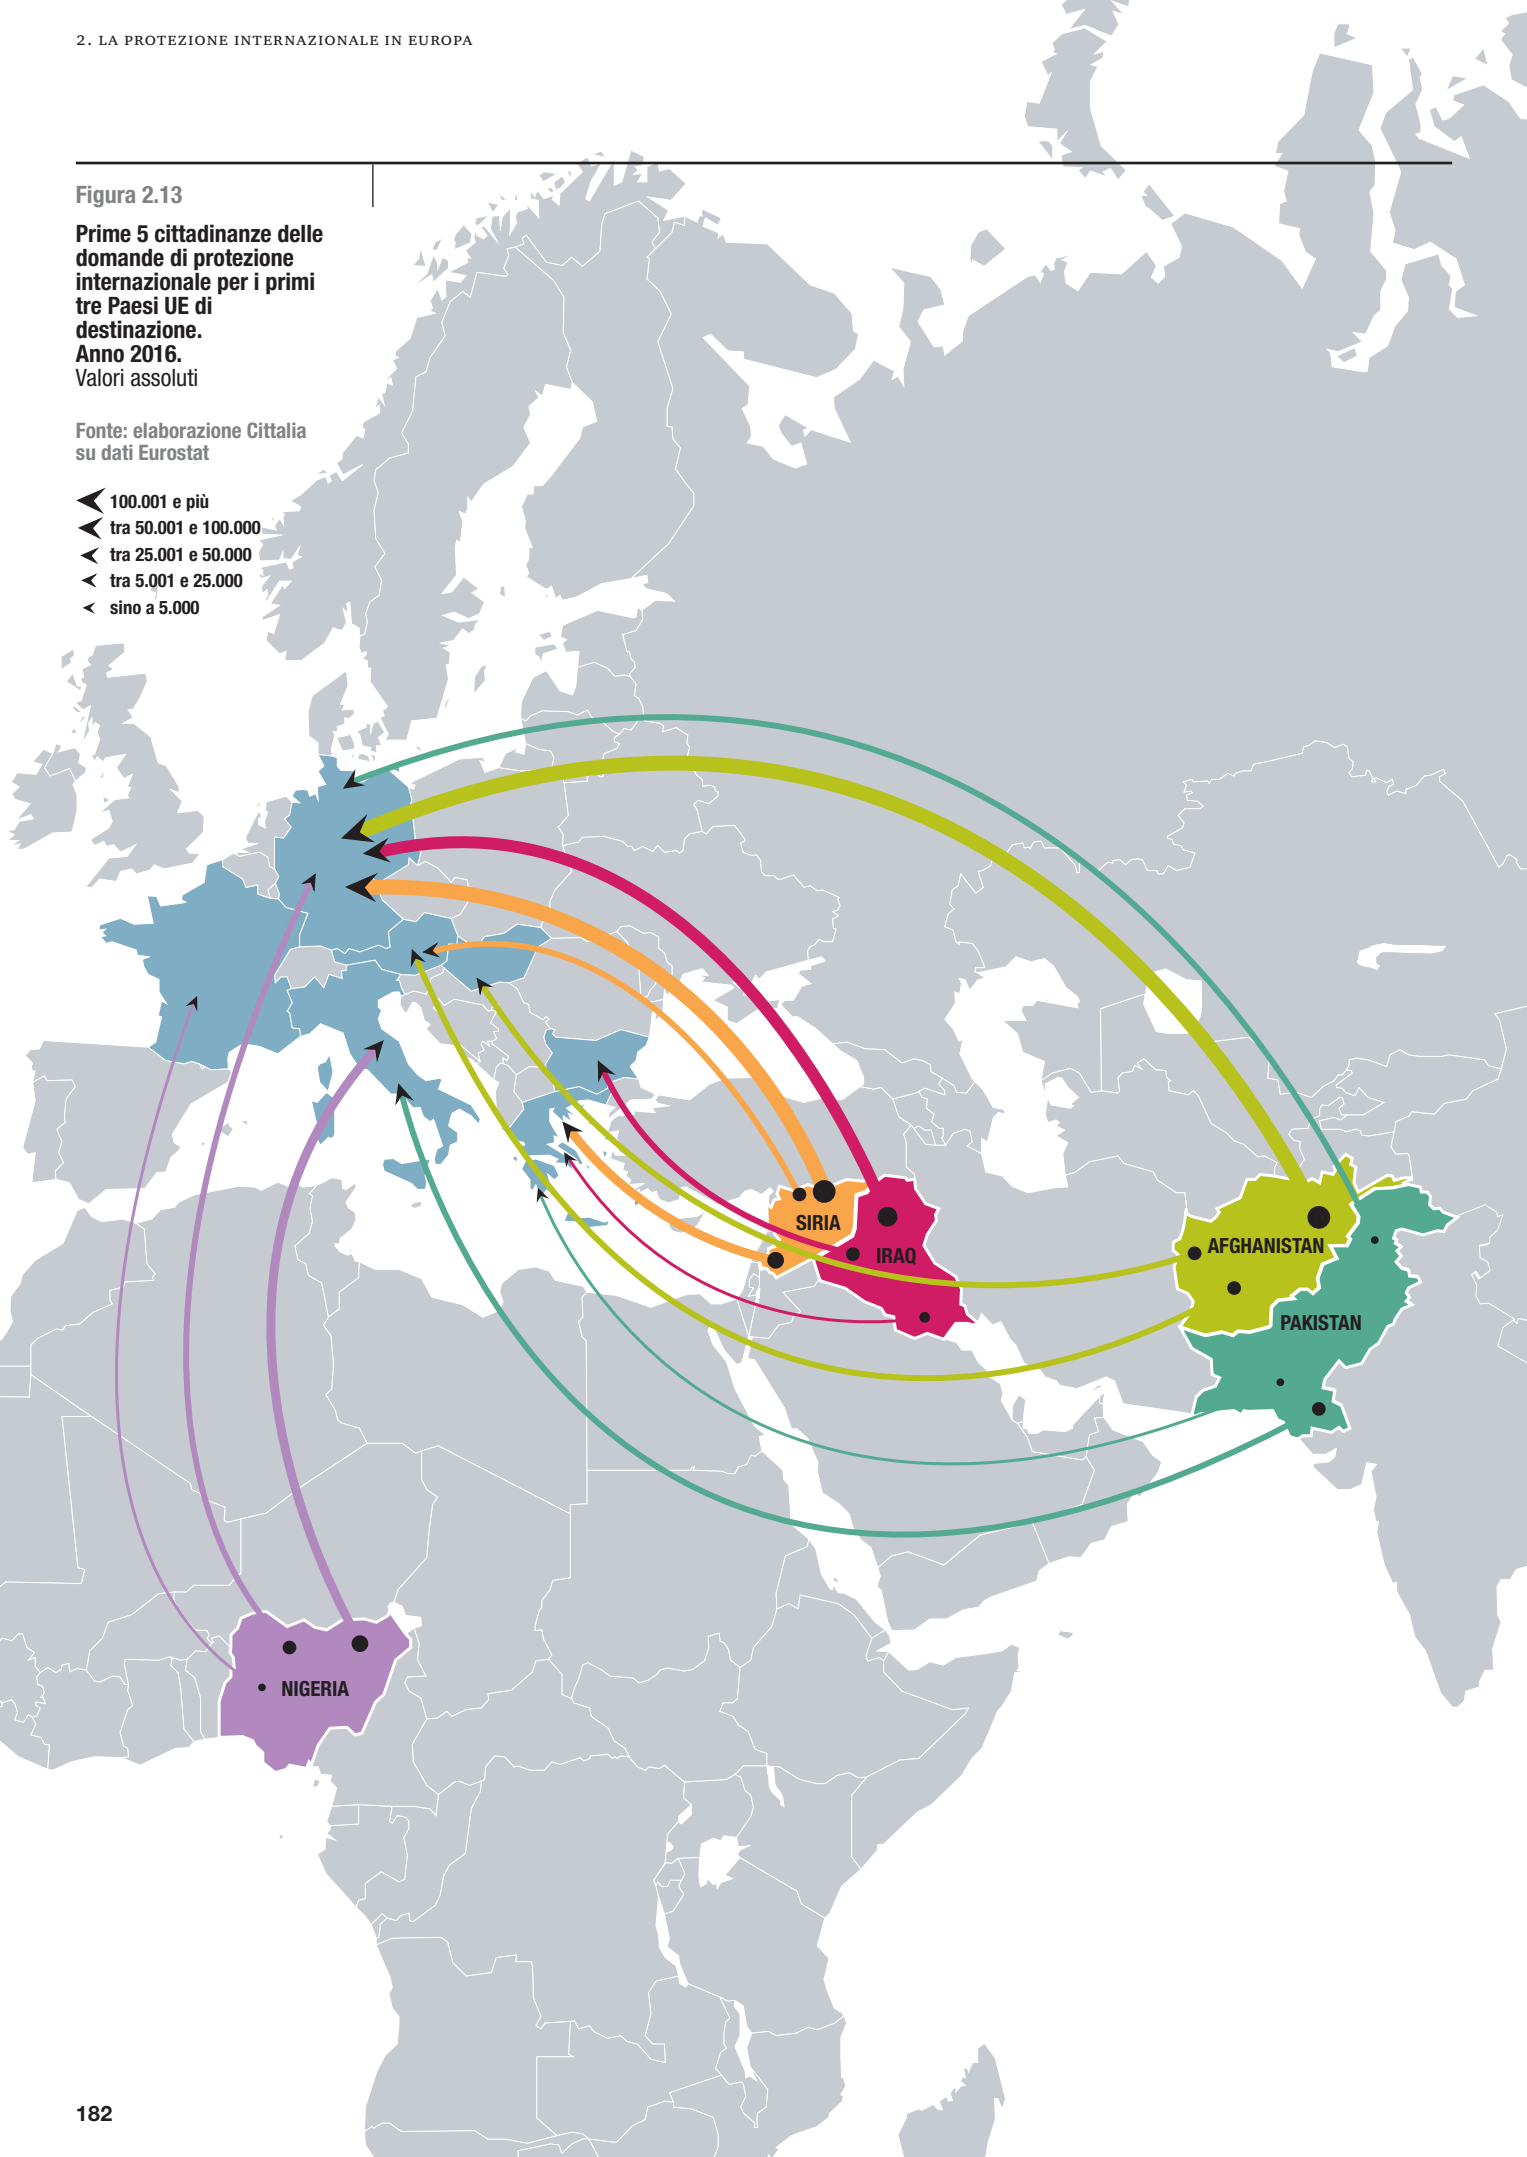 2. LA PROTEZIONE INTERNAZIONALE IN EUROPA
Figura 2.13
Prime 5 cittadinanze delle
domande di protezione
internazionale per i primi
tre Paesi UE di
destinazione.
Anno 2016.
Valori assoluti
Fonte: elaborazione Cittalia
su dati Eurostat
100.001 e più
tra 50.001 e 100.000
tra 25.001 e 50.000
tra 5.001 e 25.000
sino a 5.000
SIRIA
IRAQ
AFGHANISTAN
PAKISTAN
NIGERIA
182